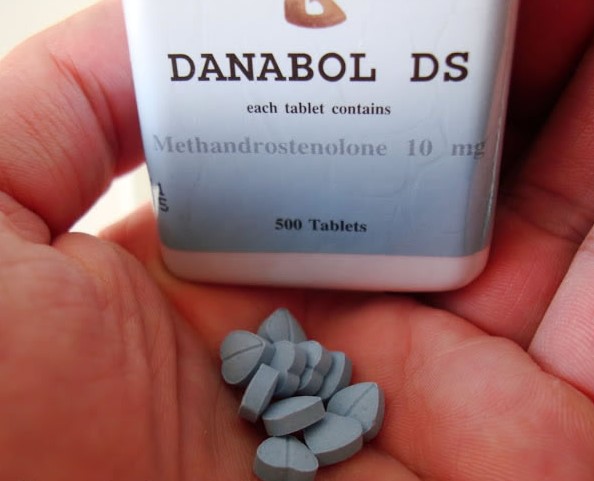 DANABOL DS
each tablet contains
Methandrostenolone 10 mg
500 Tablets